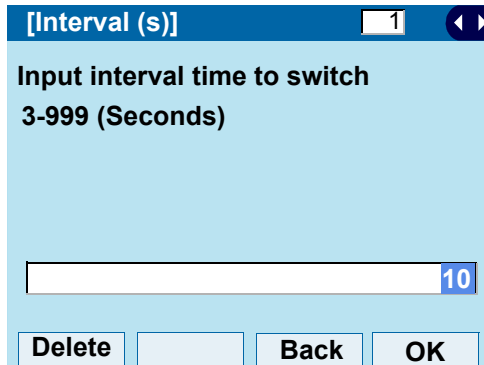 [Interval (s)] 1
Input interval time to switch
3-999 (Seconds)
10
Delete Back OK